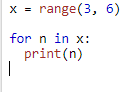 x = range(3, 6)
for n in x:
  print(n)